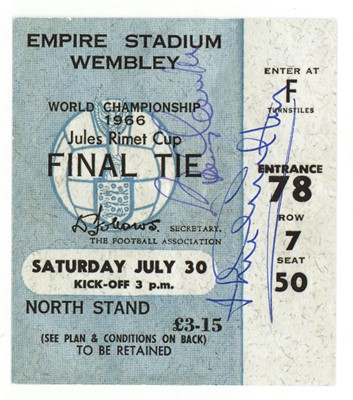 EMPIRE STADIUM
WEMBLEY
WORLD CHAMPIONSHIP
1966
Jules Rimet Cup
FINAL TIE
SECRETARY,
THE FOOTBALL ASSOCIATION
SATURDAY JULY 30
KICK-OFF 3 p.m.
NORTH STAND
£3-15
(SEE PLAN & CONDITIONS ON BACK)
TO BE RETAINED
ENTER AT
F
TURNSTILES
ENTRANCE
78
ROW
7
SEAT
50